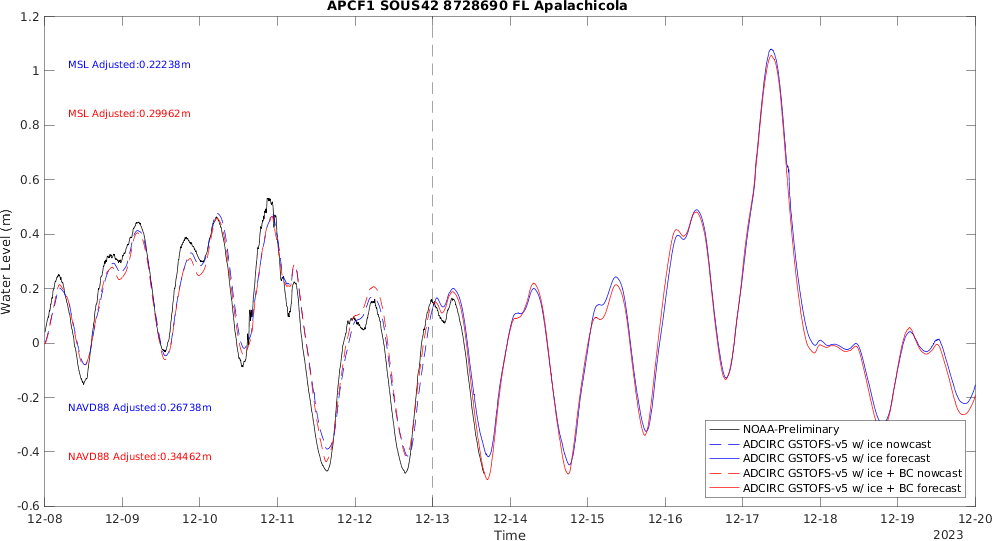 APCF1 SOUS42 8728690 FL Apalachicola
1.2
1
0.8
0.6
0.4
0.2
0
-0.2
-0.4
-0.6
Water Level (m)
MSL Adjusted:0.22238m
MSL Adjusted:0.29962m
NAVD88 Adjusted:0.26738m
NAVD88 Adjusted:0.34462m
NOAA-Preliminary
ADCIRC GSTOFS-v5 w/ ice nowcast
ADCIRC GSTOFS-v5 w/ ice forecast
ADCIRC GSTOFS-v5 w/ ice + BC nowcast
ADCIRC GSTOFS-v5 w/ ice + BC forecast
12-08 12-09 12-10 12-11 12-12 12-13 12-14 12-15 12-16 12-17 12-18 12-19 12-20
Time
2023